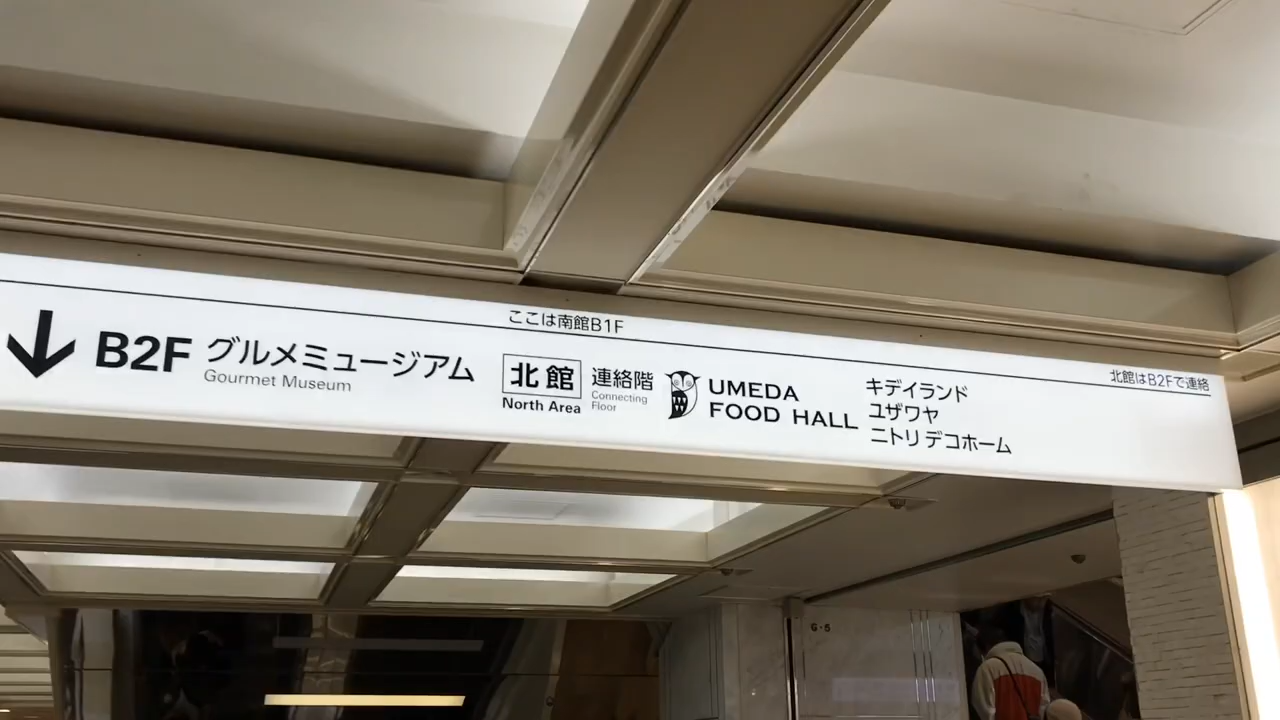 ここは南館B1F
北館はB2Fで連絡
B2F グルメミュージアム
Gourmet Museum
北館 連絡階
North Area
Connecting
Floor
UMEDA
FOOD HALL
キデイランド
ユザワヤ
ニトリ デコホーム
G-5